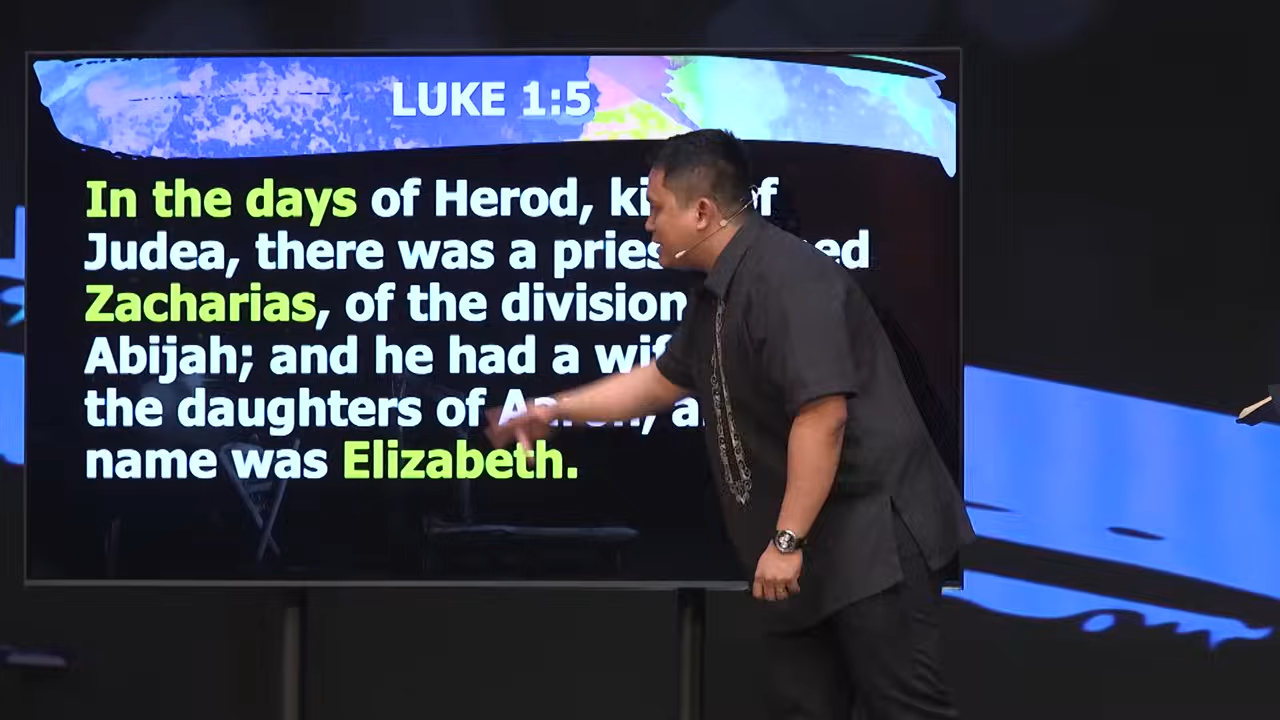 LUKE 1:5
In the days of Herod, of
Judea, there was a
Zacharias, of the division
Abijah; and he had a
the daughters of
name was Elizabeth.